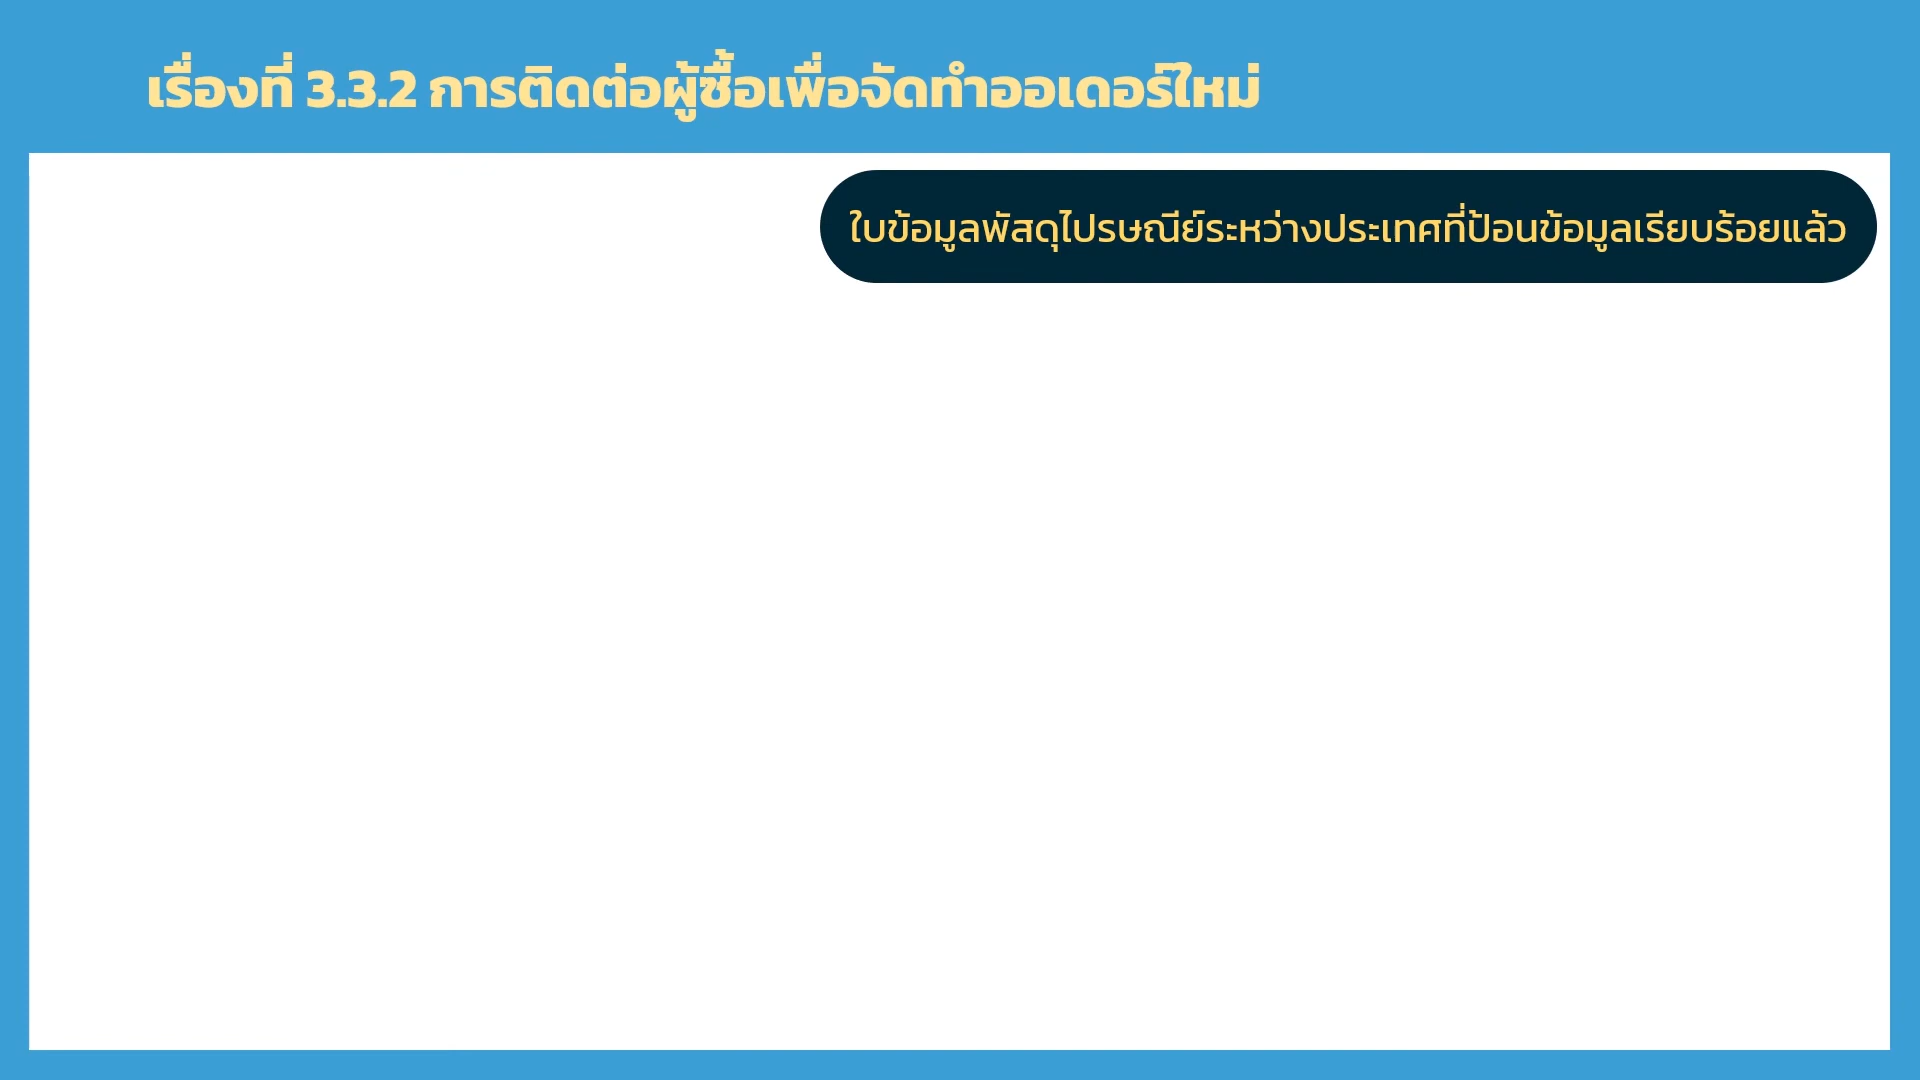 เรื่องที่ 3.3.2 การติดต่อผู้ซื้อเพื่อจัดทำออเดอร์ใหม่
ใบข้อมูลพัสดุไปรษณีย์ระหว่างประเทศที่ป้อนข้อมูลเรียบร้อยแล้ว